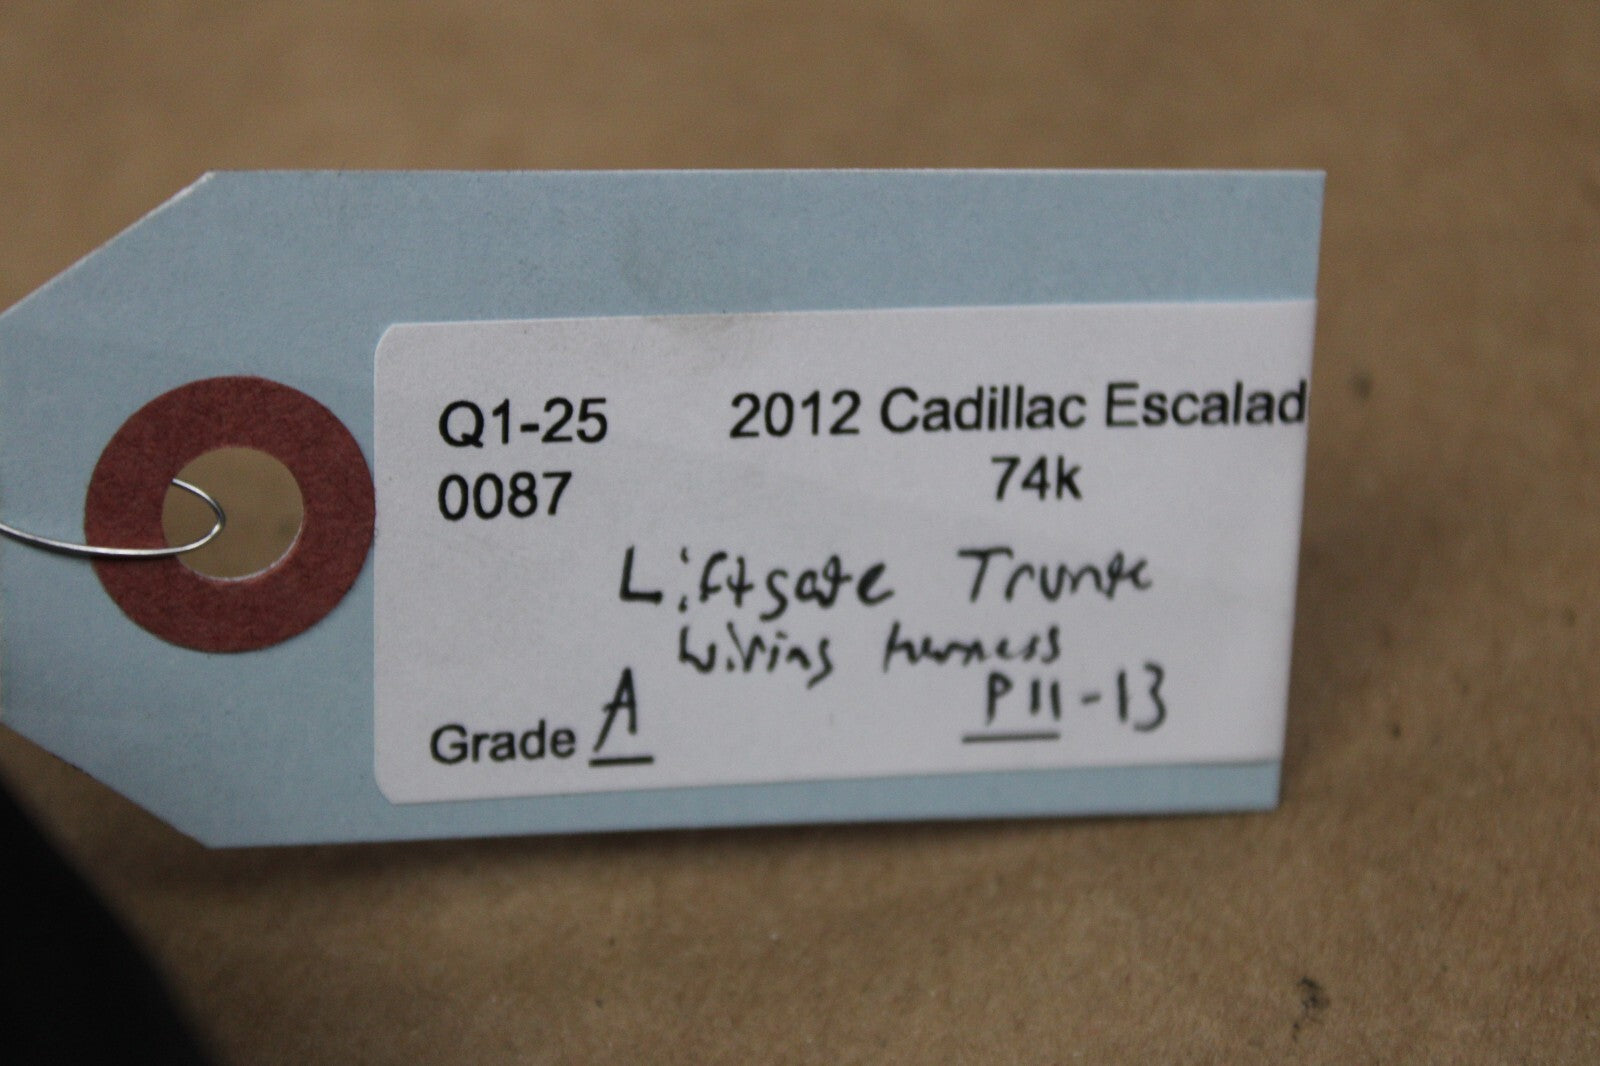 Q1-25 2012 Cadillac Escalad
0087 74k
Liftgate Trunk
Wiring harness
Grade A P11-13